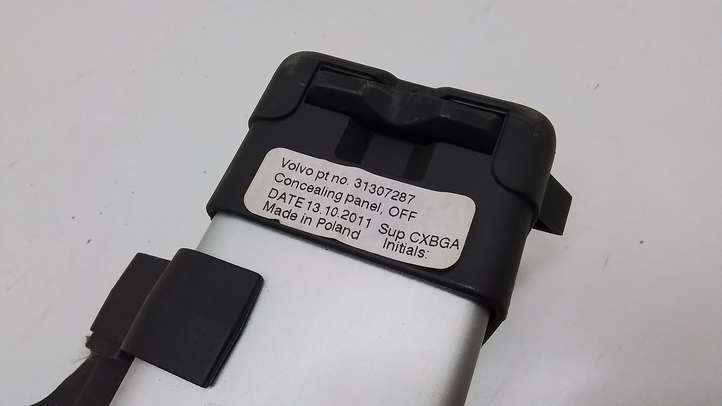 Volvo pt no. 31307287
Concealing panel, OFF
DATE 13.10.2011 Sup CXBGA
Made in Poland Initials: